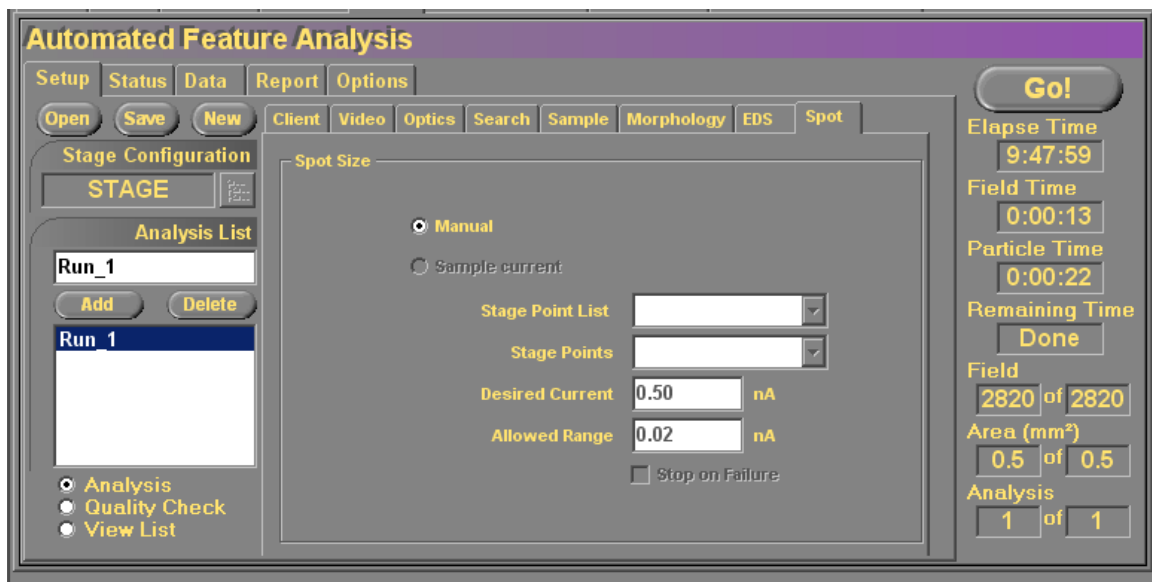 Automated Feature Analysis
Setup Status Data Report Options
Open Save New
Client Video Optics Search Sample Morphology EDS Spot
Stage Configuration
STAGE
Analysis List
Run_1
Add Delete
Run_1
Analysis
Quality Check
View List
Spot Size
Manual
Sample current
Stage Point List
Stage Points
Desired Current 0.50 nA
Allowed Range 0.02 nA
Stop on Failure
Go!
Elapse Time
9:47:59
Field Time
0:00:13
Particle Time
0:00:22
Remaining Time
Done
Field
2820 of 2820
Area (mm²)
0.5 of 0.5
Analysis
1 of 1